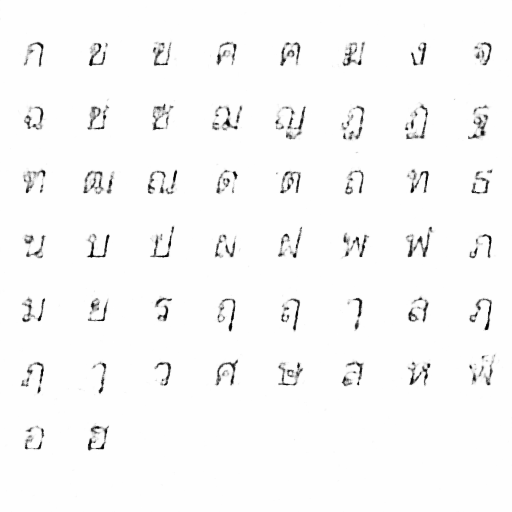 ก ข ฃ ค ฅ ฆ ง จ
ฉ ช ซ ฌ ญ ฎ ฏ ฐ
ฑ ฒ ณ ด ต ถ ท ธ
น บ ป ผ ฝ พ ฟ ภ
ม ย ร ฤ ฤ ๅ ล ฦ
ฦ ๅ ว ศ ษ ส ห ฬ
อ ฮ